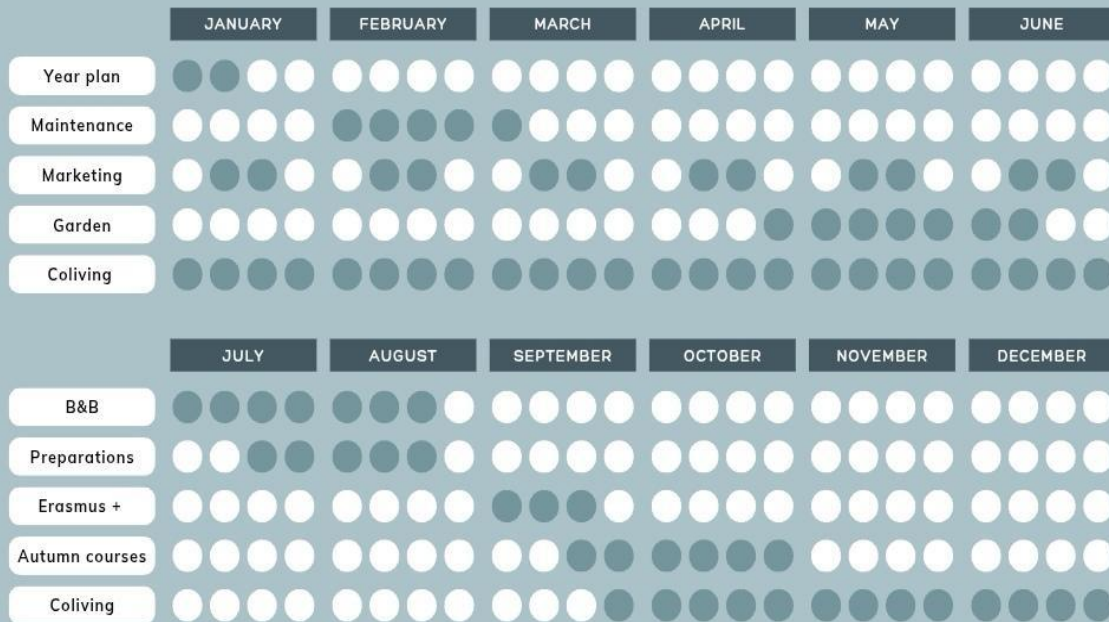 JANUARY FEBRUARY MARCH APRIL MAY JUNE
Year plan
Maintenance
Marketing
Garden
Coliving
JULY AUGUST SEPTEMBER OCTOBER NOVEMBER DECEMBER
B&B
Preparations
Erasmus +
Autumn courses
Coliving